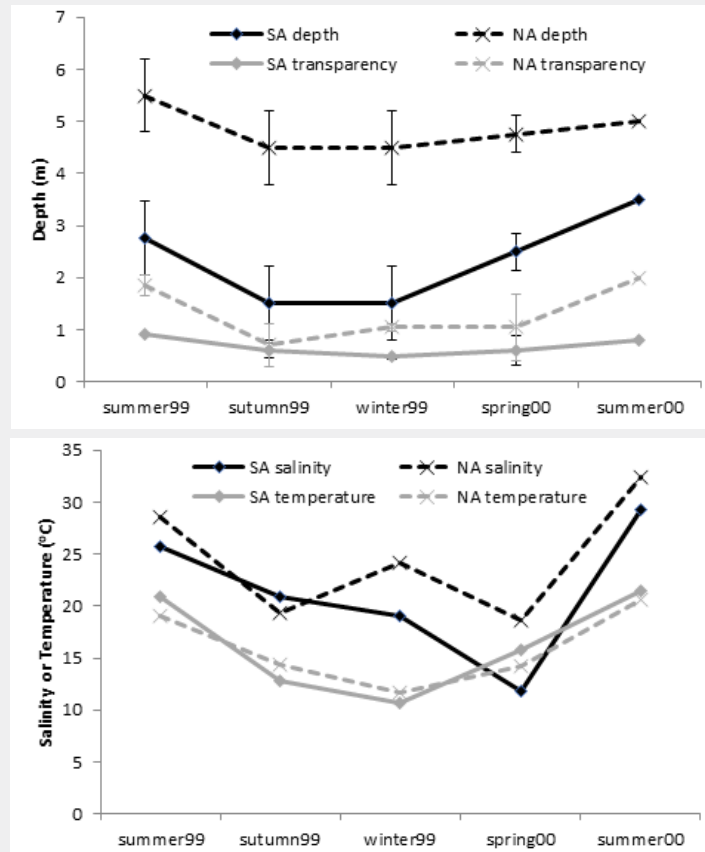 SA depth
NA depth
SA transparency
NA transparency
Depth (m)
7
6
5
4
3
2
1
0
summer99
sutumn99
winter99
spring00
summer00
SA salinity
NA salinity
SA temperature
NA temperature
Salinity or Temperature (°C)
35
30
25
20
15
10
5
0
summer99
sutumn99
winter99
spring00
summer00